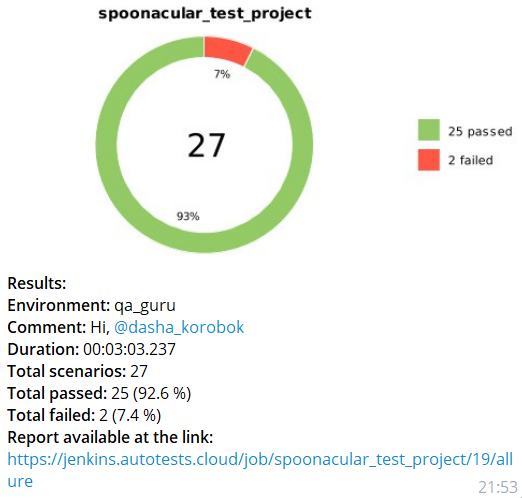 spoonacular_test_project
7%
27
93%
25 passed
2 failed
Results:
Environment: qa_guru
Comment: Hi, @dasha_korobok
Duration: 00:03:03.237
Total scenarios: 27
Total passed: 25 (92.6 %)
Total failed: 2 (7.4 %)
Report available at the link:
https://jenkins.autotests.cloud/job/spoonacular_test_project/19/all
ure
21:53